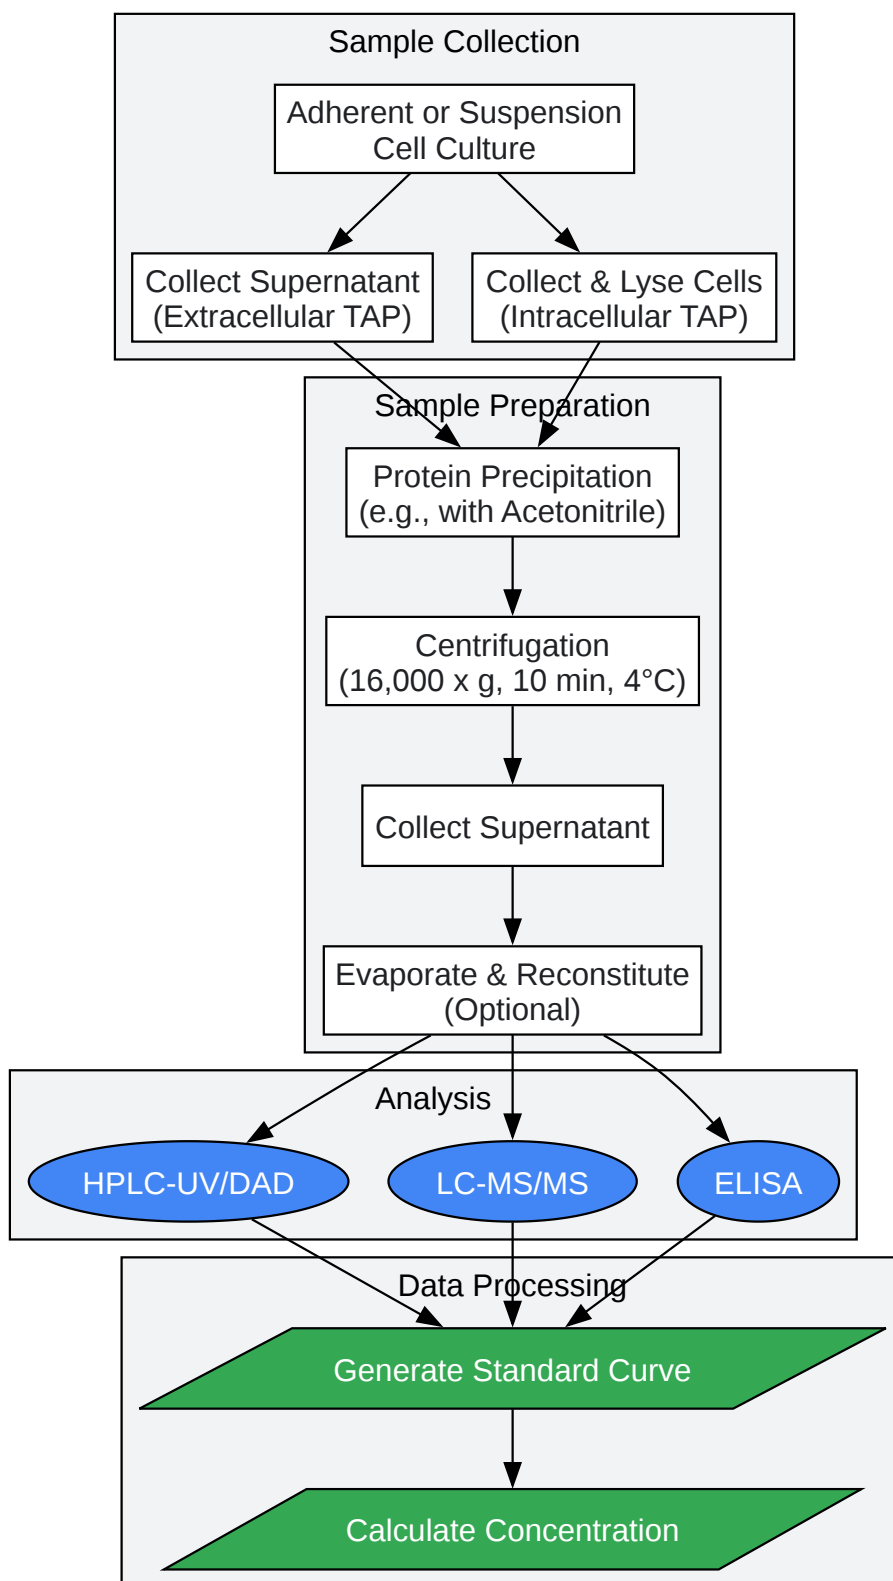 Sample Collection
Adherent or Suspension
Cell Culture
Collect Supernatant
(Extracellular TAP)
Collect & Lyse Cells
(Intracellular TAP)
Sample Preparation
Protein Precipitation
(e.g., with Acetonitrile)
Centrifugation
(16,000 x g, 10 min, 4°C)
Collect Supernatant
Evaporate & Reconstitute
(Optional)
Analysis
HPLC-UV/DAD
LC-MS/MS
ELISA
Data Processing
Generate Standard Curve
Calculate Concentration